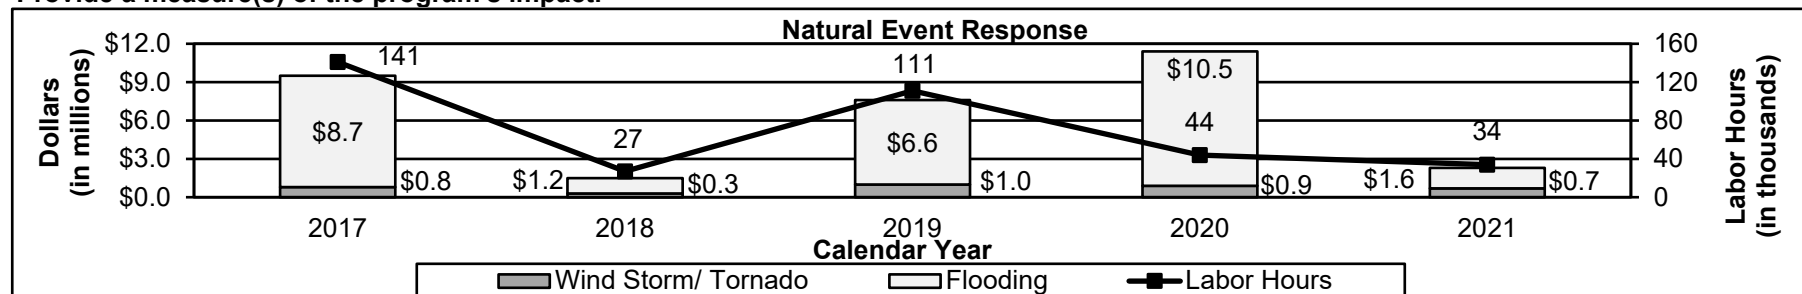 Provide a measure(s) of the program's impact.
Natural Event Response
Dollars
(in millions)
$12.0
$9.0
$6.0
$3.0
$0.0
141
$8.7
$0.8
27
$1.2
$0.3
111
$6.6
$1.0
$10.5
44
$0.9
34
$1.6
$0.7
160
120
80
40
0
Labor Hours
(in thousands)
2017 2018 2019 2020 2021
Calendar Year
Wind Storm/ Tornado Flooding Labor Hours